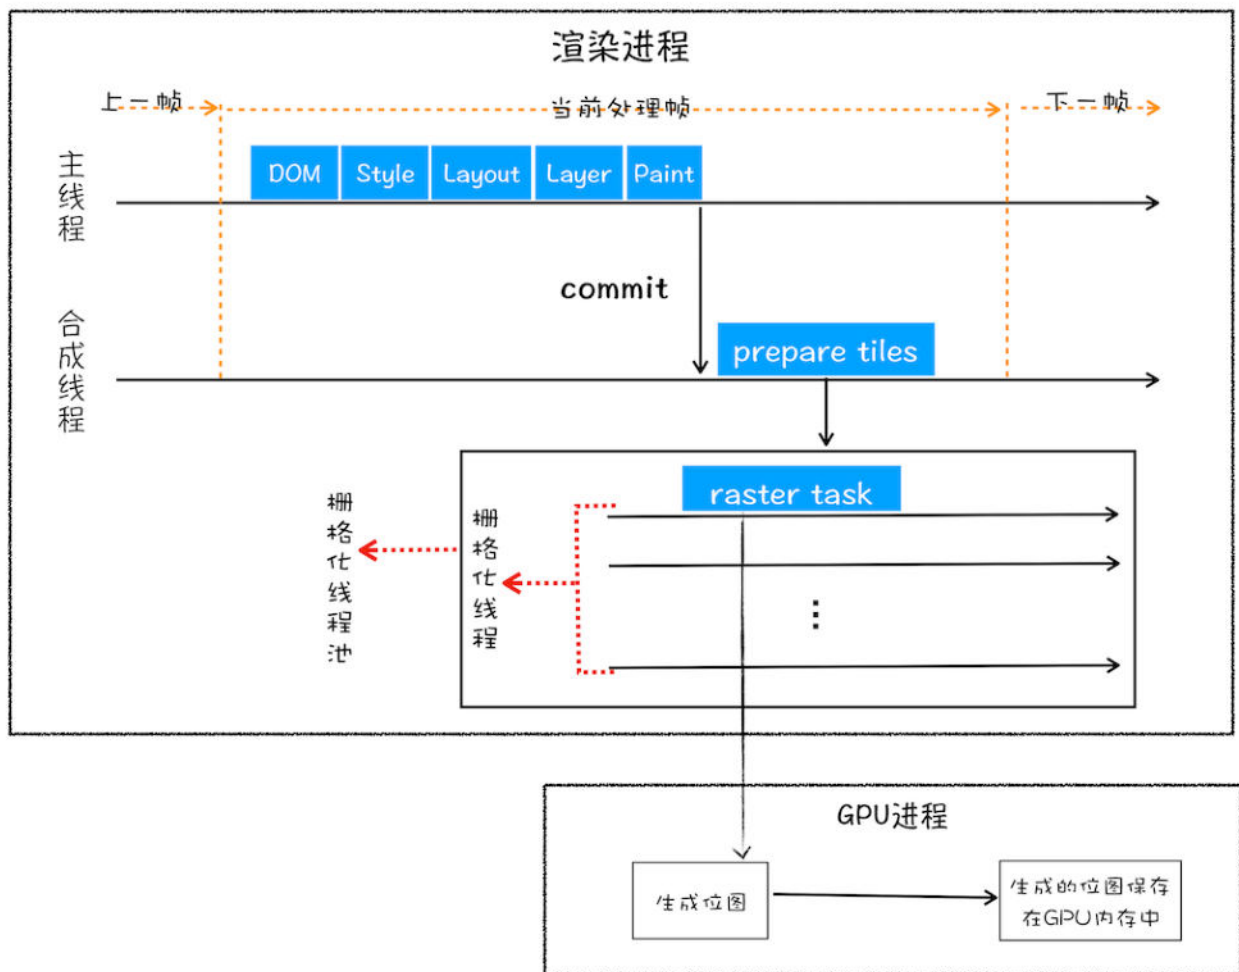 渲染进程
上一帧
当前处理帧
下一帧
主线程
DOM
Style
Layout
Layer
Paint
commit
合成线程
prepare tiles
栅格化线程池
栅格化线程
raster task
GPU进程
生成位图
生成的位图保存
在GPU内存中